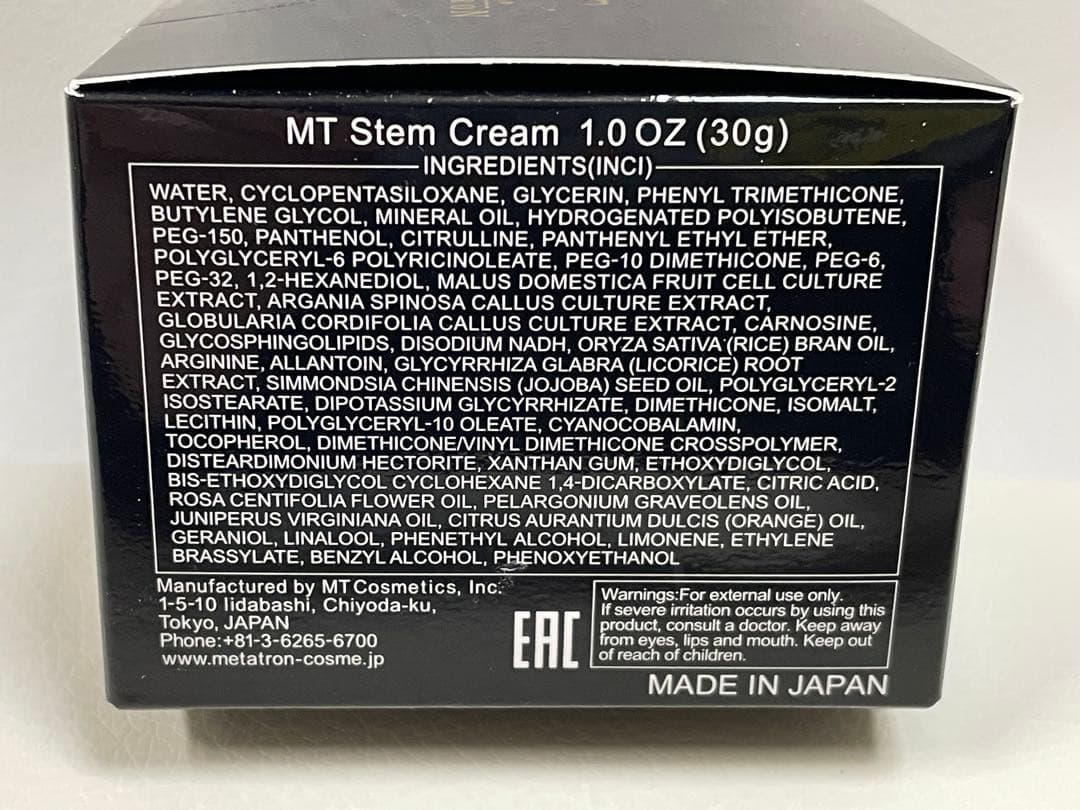 MT Stem Cream 1.0 OZ (30g)
INGREDIENTS(INCI)
WATER, CYCLOPENTASILOXANE, GLYCERIN, PHENYL TRIMETHICONE,
BUTYLENE GLYCOL, MINERAL OIL, HYDROGENATED POLYISOBUTENE,
PEG-150, PANTHENOL, CITRULLINE, PANTHENYL ETHYL ETHER,
POLYGLYCERYL-6 POLYRICINOLEATE, PEG-10 DIMETHICONE, PEG-6,
PEG-32, 1,2-HEXANEDIOL, MALUS DOMESTICA FRUIT CELL CULTURE
EXTRACT, ARGANIA SPINOSA CALLUS CULTURE EXTRACT,
GLOBULARIA CORDIFOLIA CALLUS CULTURE EXTRACT, CARNOSINE,
GLYCOSPHINGOLIPIDS, DISODIUM NADH, ORYZA SATIVA (RICE) BRAN OIL,
ARGININE, ALLANTOIN, GLYCYRRHIZA GLABRA (LICORICE) ROOT
EXTRACT, SIMMONDSIA CHINENSIS (JOJOBA) SEED OIL, POLYGLYCERYL-2
ISOSTEARATE, DIPOTASSIUM GLYCYRRHIZATE, DIMETHICONE, ISOMALT,
LECITHIN, POLYGLYCERYL-10 OLEATE, CYANOCOBALAMIN,
TOCOPHEROL, DIMETHICONE/VINYL DIMETHICONE CROSSPOLYMER,
DISTEARDIMONIUM HECTORITE, XANTHAN GUM, ETHOXYDIGLYCOL,
BIS-ETHOXYDIGLYCOL CYCLOHEXANE 1,4-DICARBOXYLATE, CITRIC ACID,
ROSA CENTIFOLIA FLOWER OIL, PELARGONIUM GRAVEOLENS OIL,
JUNIPERUS VIRGINIANA OIL, CITRUS AURANTIUM DULCIS (ORANGE) OIL,
GERANIOL, LINALOOL, PHENETHYL ALCOHOL, LIMONENE, ETHYLENE
BRASSYLATE, BENZYL ALCOHOL, PHENOXYETHANOL
Manufactured by MT Cosmetics, Inc.
1-5-10 Iidabashi, Chiyoda-ku,
Tokyo, JAPAN
Phone:+81-3-6265-6700
www.metatron-cosme.jp
EAC
Warnings:For external use only.
If severe irritation occurs by using this
product, consult a doctor. Keep away
from eyes, lips and mouth. Keep out
of reach of children.
MADE IN JAPAN